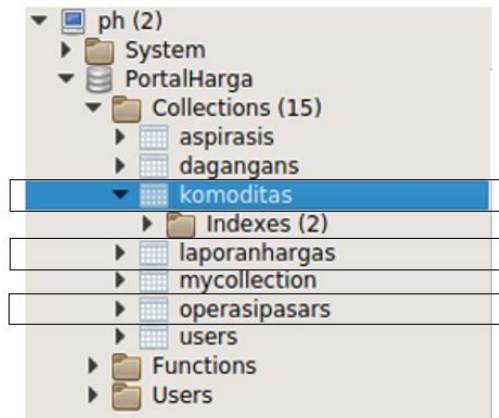 ph (2)
System
PortalHarga
Collections (15)
aspirasis
dagangans
komoditas
Indexes (2)
laporanhargas
mycollection
operasipasars
users
Functions
Users